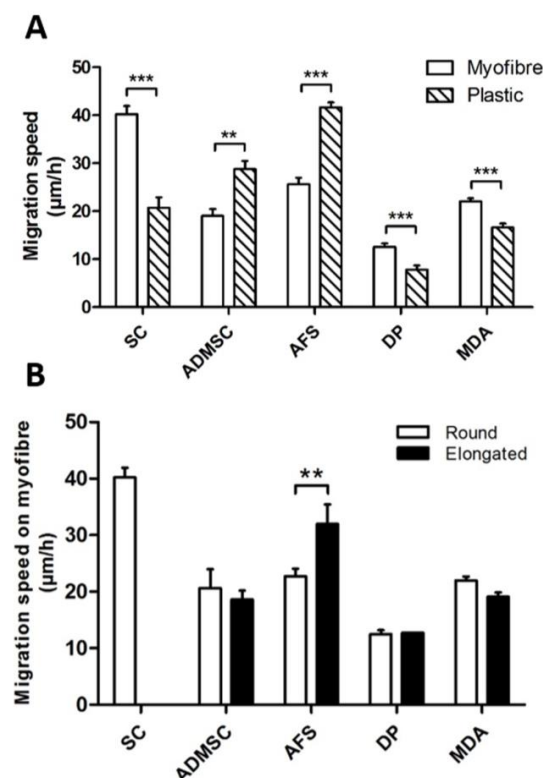 A
Myofibre
Plastic
Migration speed
(µm/h)
50
40
30
20
10
0
***
**
***
***
***
SC
ADMSC
AFS
DP
MDA
B
Round
Elongated
Migration speed on myofibre
(µm/h)
50
40
30
20
10
0
**
SC
ADMSC
AFS
DP
MDA